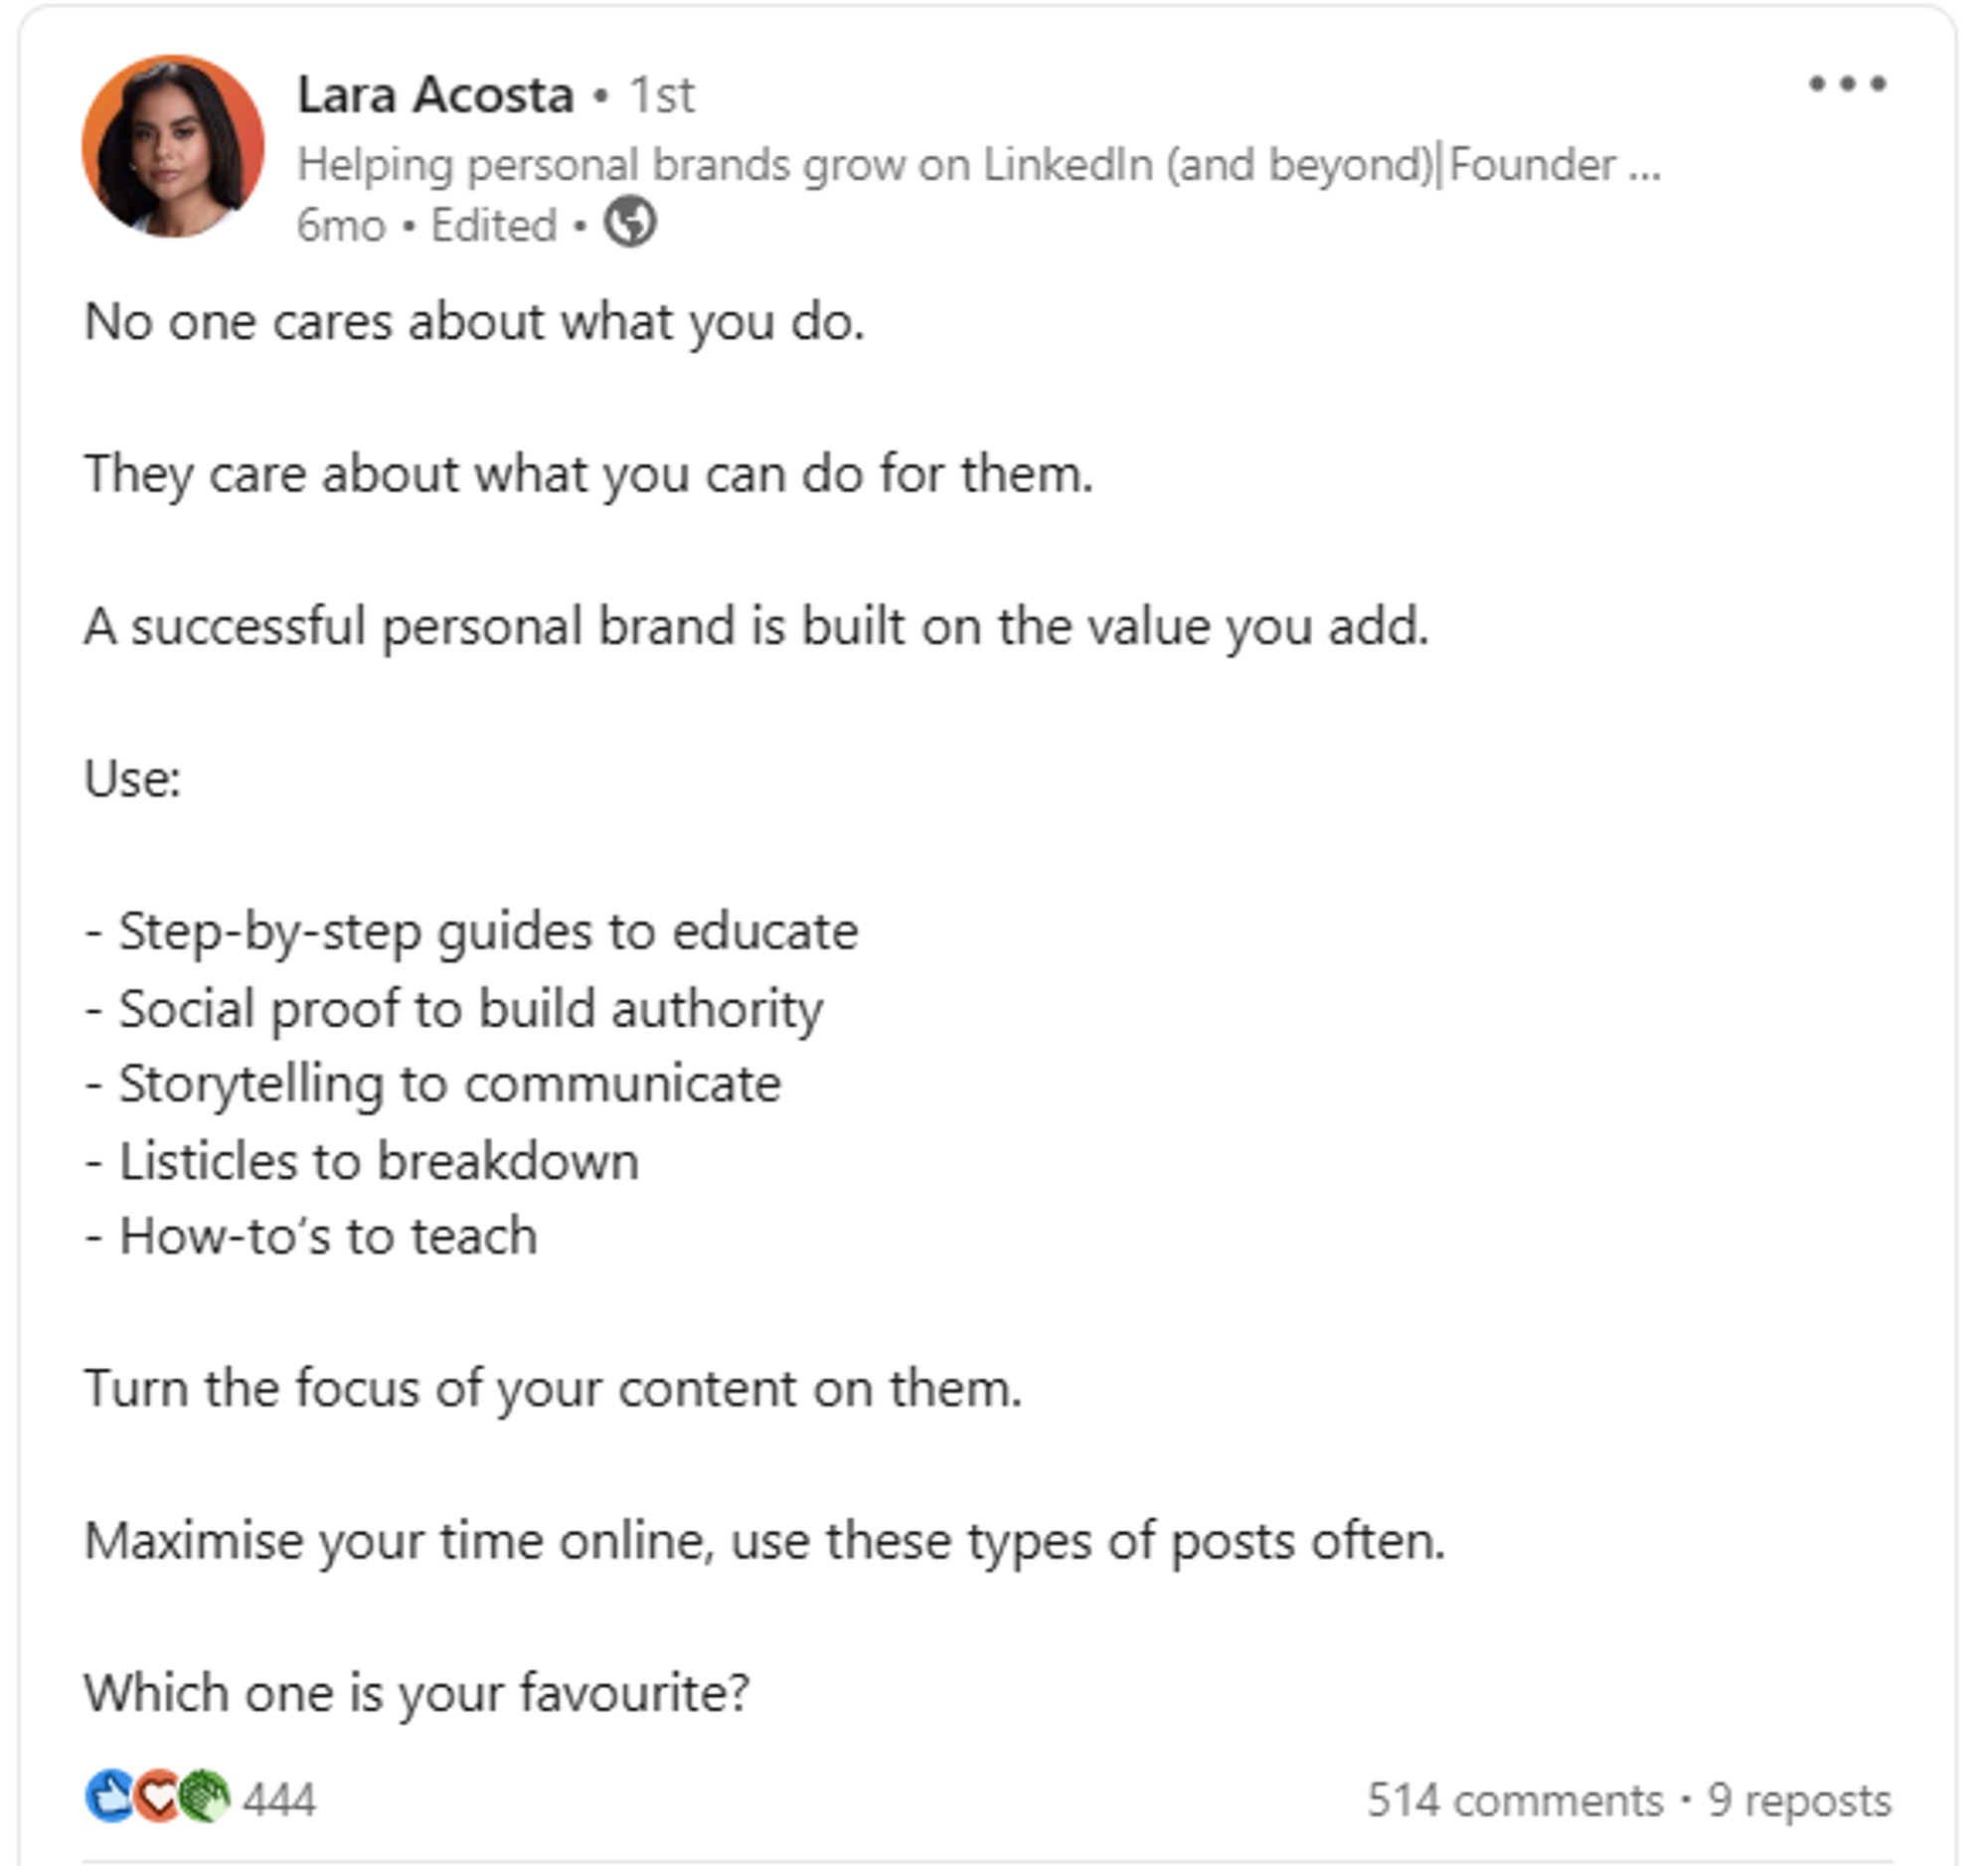 Lara Acosta • 1st
Helping personal brands grow on LinkedIn (and beyond)|Founder ...
6mo • Edited •
No one cares about what you do.
They care about what you can do for them.
A successful personal brand is built on the value you add.
Use:
- Step-by-step guides to educate
- Social proof to build authority
- Storytelling to communicate
- Listicles to breakdown
- How-to’s to teach
Turn the focus of your content on them.
Maximise your time online, use these types of posts often.
Which one is your favourite?
444 514 comments • 9 reposts